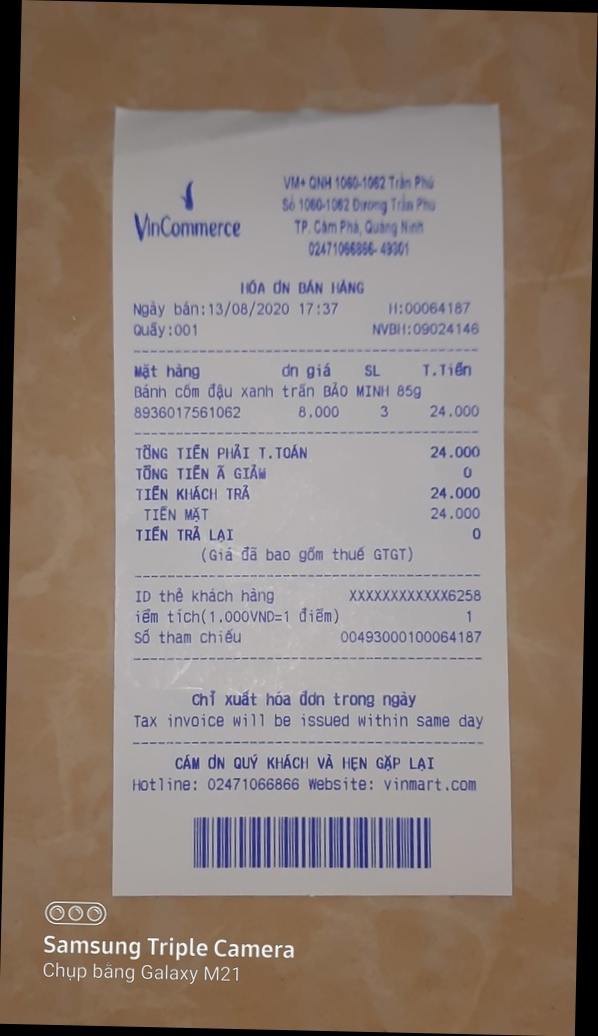 VinCommerce
VM+ QNH 1060-1062 Trần Phú
Số 1060-1062 Đường Trần Phú
TP. Cẩm Phả, Quảng Ninh
02471066866- 49301
HÓA ƠN BÁN HÀNG
Ngày bán:13/08/2020 17:37 H:00064187
Quầy:001 NVBH:09024146
Mặt hàng ơn giá SL T.Tiền
Bánh cốm đậu xanh trần BẢO MINH 85g
8936017561062 8.000 3 24.000
TỔNG TIỀN PHẢI T.TOÁN 24.000
TỔNG TIỀN Ã GIẢM 0
TIỀN KHÁCH TRẢ 24.000
TIỀN MẶT 24.000
TIỀN TRẢ LẠI 0
(Giá đã bao gồm thuế GTGT)
ID thẻ khách hàng XXXXXXXXXXXX6258
iểm tích(1.000VND=1 điểm) 1
Số tham chiếu 00493000100064187
Chỉ xuất hóa đơn trong ngày
Tax invoice will be issued within same day
CÁM ƠN QUÝ KHÁCH VÀ HẸN GẶP LẠI
Hotline: 02471066866 Website: vinmart.com
Samsung Triple Camera
Chụp bằng Galaxy M21